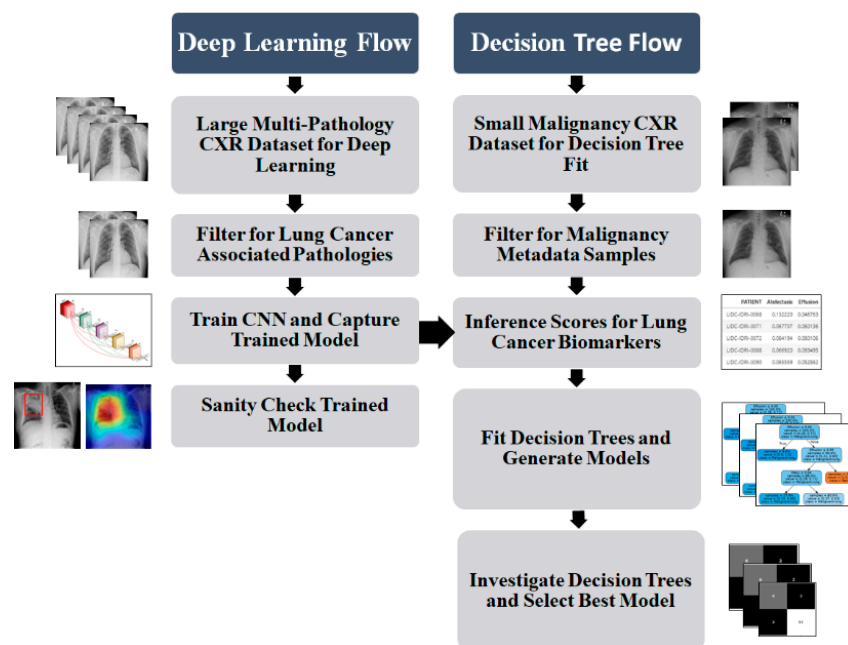 Deep Learning Flow
Large Multi-Pathology
CXR Dataset for Deep
Learning
Filter for Lung Cancer
Associated Pathologies
Train CNN and Capture
Trained Model
Sanity Check Trained
Model
Decision Tree Flow
Small Malignancy CXR
Dataset for Decision Tree
Fit
Filter for Malignancy
Metadata Samples
Inference Scores for Lung
Cancer Biomarkers
Fit Decision Trees and
Generate Models
Investigate Decision Trees
and Select Best Model
PATIENT Atelectasis Effusion